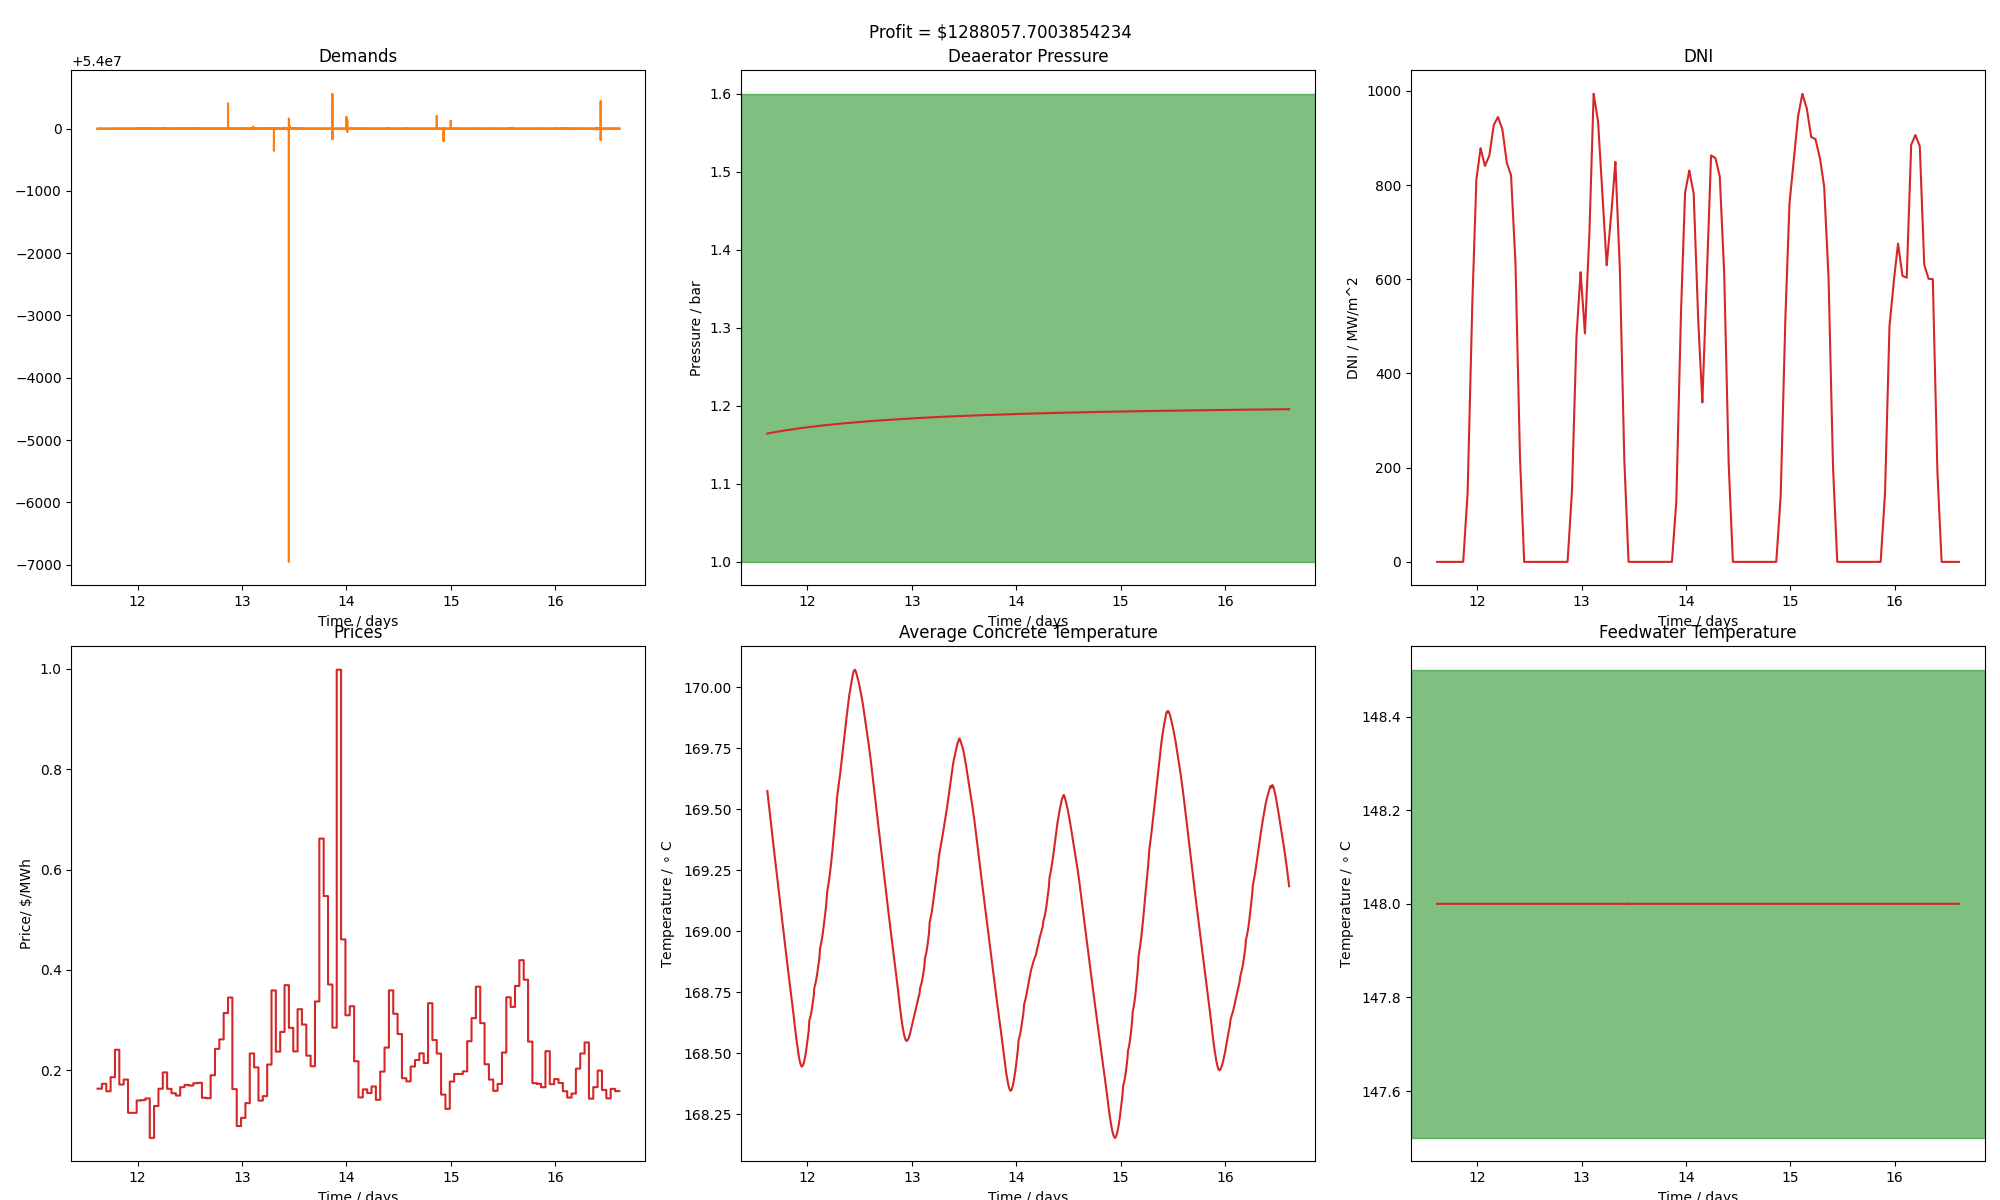 Profit = $1288057.7003854234
Demands
+5.4e7
0
−1000
−2000
−3000
−4000
−5000
−6000
−7000
12 13 14 15 16
Time / days
Deaerator Pressure
Pressure / bar
1.6
1.5
1.4
1.3
1.2
1.1
1.0
12 13 14 15 16
Time / days
DNI
DNI / MW/m^2
1000
800
600
400
200
0
12 13 14 15 16
Time / days
Prices
Price/ $/MWh
1.0
0.8
0.6
0.4
0.2
12 13 14 15 16
Time / days
Average Concrete Temperature
Temperature / ∘ C
170.00
169.75
169.50
169.25
169.00
168.75
168.50
168.25
12 13 14 15 16
Time / days
Feedwater Temperature
Temperature / ∘ C
148.4
148.2
148.0
147.8
147.6
12 13 14 15 16
Time / days